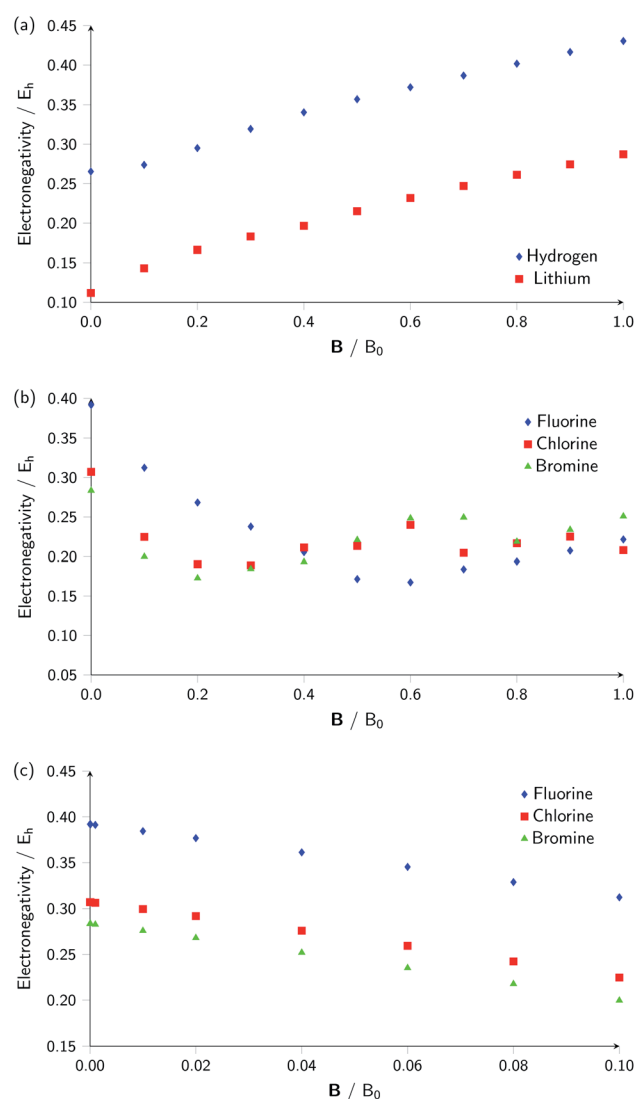 (a)
Electronegativity / Eₕ
0.45
0.40
0.35
0.30
0.25
0.20
0.15
0.10
Hydrogen
Lithium
0.0 0.2 0.4 0.6 0.8 1.0
B / B₀
(b)
Electronegativity / Eₕ
0.40
0.35
0.30
0.25
0.20
0.15
0.10
0.05
Fluorine
Chlorine
Bromine
0.0 0.2 0.4 0.6 0.8 1.0
B / B₀
(c)
Electronegativity / Eₕ
0.45
0.40
0.35
0.30
0.25
0.20
0.15
Fluorine
Chlorine
Bromine
0.00 0.02 0.04 0.06 0.08 0.10
B / B₀